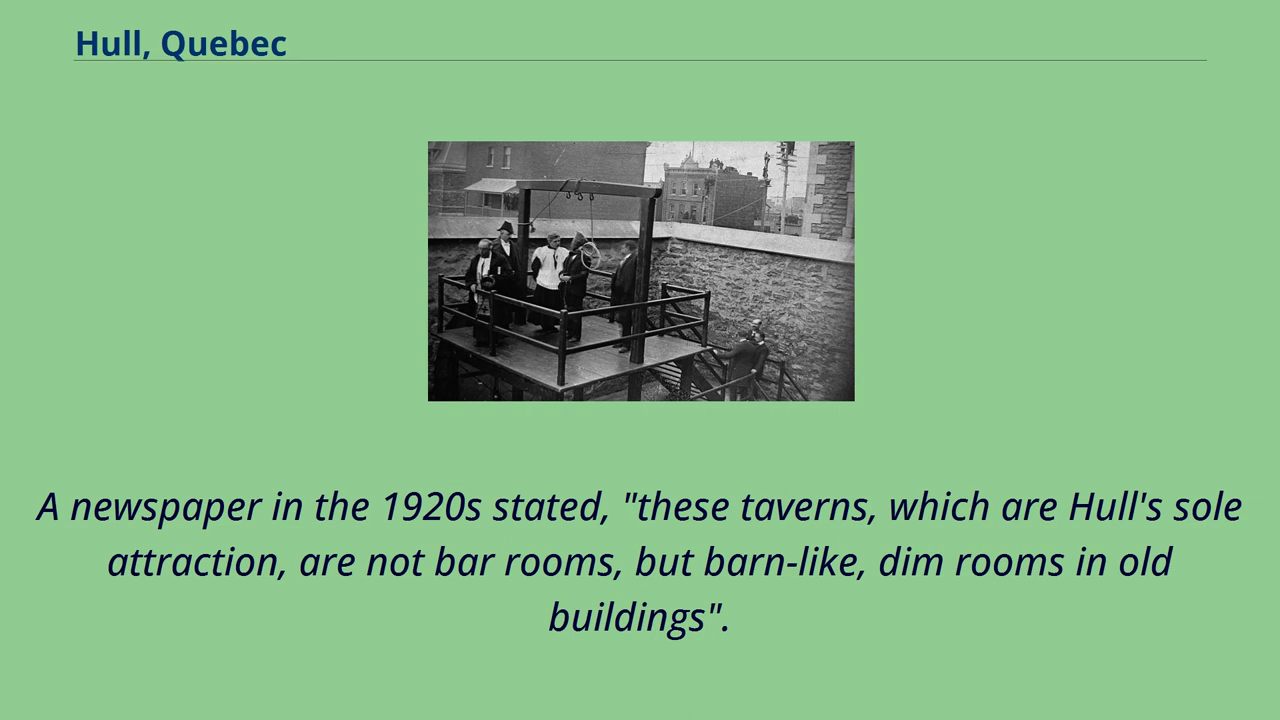 Hull, Quebec
A newspaper in the 1920s stated, "these taverns, which are Hull's sole
attraction, are not bar rooms, but barn-like, dim rooms in old
buildings".